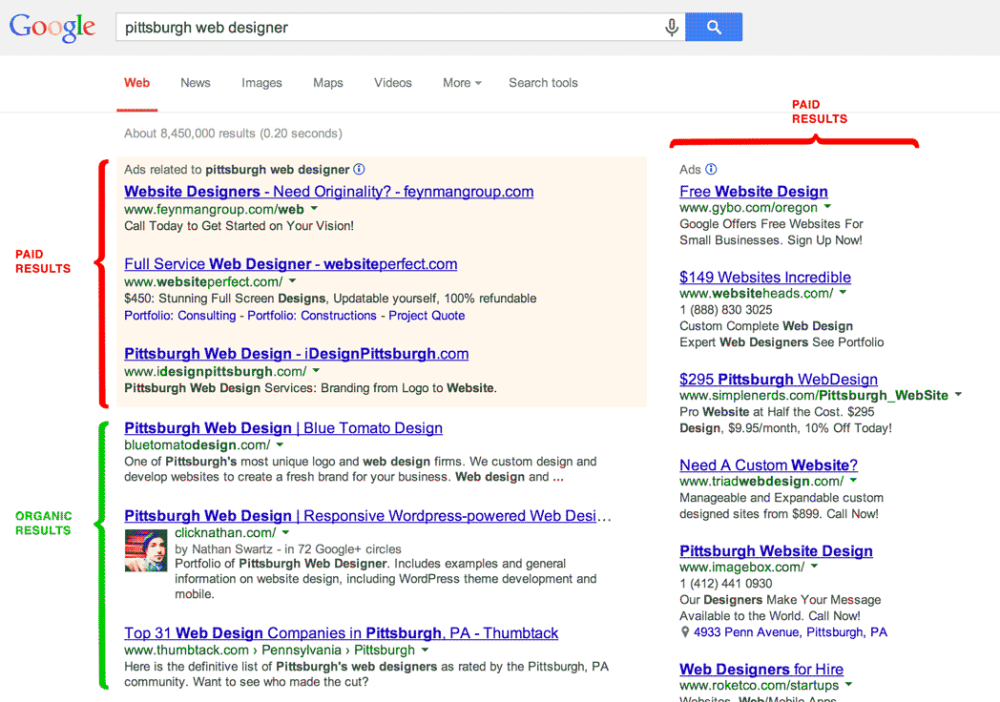 Google
pittsburgh web designer
Web News Images Maps Videos More Search tools
About 8,450,000 results (0.20 seconds)
PAID
RESULTS
Ads related to pittsburgh web designer
Website Designers - Need Originality? - feynmangroup.com
www.feynmangroup.com/web
Call Today to Get Started on Your Vision!
Full Service Web Designer - websiteperfect.com
www.websiteperfect.com/
$450: Stunning Full Screen Designs, Updatable yourself, 100% refundable
Portfolio: Consulting - Portfolio: Constructions - Project Quote
Pittsburgh Web Design - iDesignPittsburgh.com
www.idesignpittsburgh.com/
Pittsburgh Web Design Services: Branding from Logo to Website.
ORGANIC
RESULTS
Pittsburgh Web Design | Blue Tomato Design
bluetomatodesign.com/
One of Pittsburgh's most unique logo and web design firms. We custom design and
develop websites to create a fresh brand for your business. Web design and ...
Pittsburgh Web Design | Responsive Wordpress-powered Web Desi...
clicknathan.com/
by Nathan Swartz - in 72 Google+ circles
Portfolio of Pittsburgh Web Designer. Includes examples and general
information on website design, including WordPress theme development and
mobile.
Top 31 Web Design Companies in Pittsburgh, PA - Thumbtack
www.thumbtack.com › Pennsylvania › Pittsburgh
Here is the definitive list of Pittsburgh's web designers as rated by the Pittsburgh, PA
community. Want to see who made the cut?
PAID
RESULTS
Ads
Free Website Design
www.gybo.com/oregon
Google Offers Free Websites For
Small Businesses. Sign Up Now!
$149 Websites Incredible
www.websiteheads.com/
1 (888) 830 3025
Custom Complete Web Design
Expert Web Designers See Portfolio
$295 Pittsburgh WebDesign
www.simplenerds.com/Pittsburgh_WebSite
Pro Website at Half the Cost. $295
Design, $9.95/month, 10% Off Today!
Need A Custom Website?
www.triadwebdesign.com/
Manageable and Expandable custom
designed sites from $899. Call Now!
Pittsburgh Website Design
www.imagebox.com/
1 (412) 441 0930
Our Designers Make Your Message
Available to the World. Call Now!
4933 Penn Avenue, Pittsburgh, PA
Web Designers for Hire
www.roketco.com/startups
Websites, Web/Mobile Apps